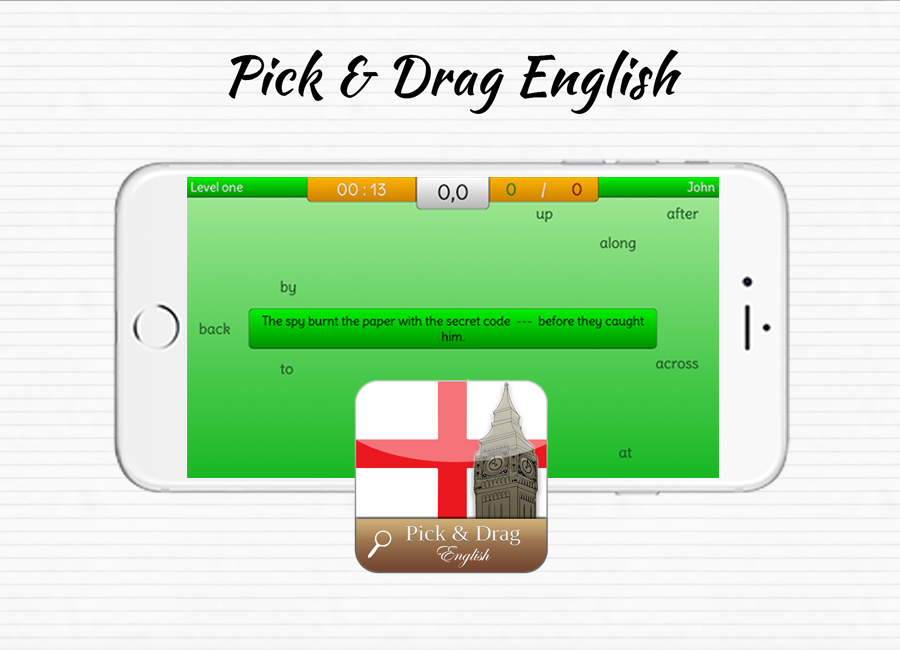 Pick & Drag English
Level one
00 : 13
0,0
0 / 0
John
up
after
along
by
The spy burnt the paper with the secret code --- before they caught
him.
back
to
across
at
Pick & Drag
English